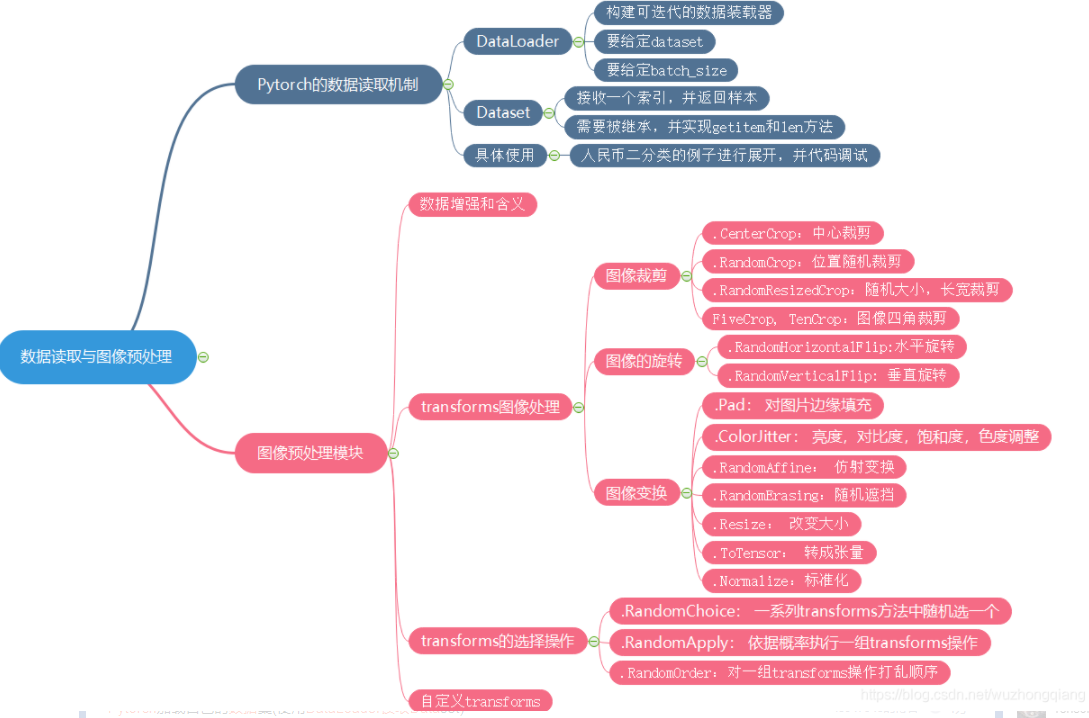 构建可迭代的数据装载器
DataLoader
要给定dataset
要给定batch_size
Pytorch的数据读取机制
接收一个索引，并返回样本
Dataset
需要被继承，并实现getitem和len方法
具体使用
人民币二分类的例子进行展开，并代码调试
数据增强和含义
.CenterCrop：中心裁剪
.RandomCrop：位置随机裁剪
图像裁剪
.RandomResizedCrop：随机大小，长宽裁剪
FiveCrop, TenCrop：图像四角裁剪
.RandomHorizontalFlip:水平旋转
图像的旋转
.RandomVerticalFlip: 垂直旋转
数据读取与图像预处理
transforms图像处理
.Pad： 对图片边缘填充
.ColorJitter： 亮度，对比度，饱和度，色度调整
图像预处理模块
.RandomAffine： 仿射变换
图像变换
.RandomErasing：随机遮挡
.Resize： 改变大小
.ToTensor： 转成张量
.Normalize：标准化
.RandomChoice： 一系列transforms方法中随机选一个
transforms的选择操作
.RandomApply： 依据概率执行一组transforms操作
.RandomOrder：对一组transforms操作打乱顺序
自定义transforms
https://blog.csdn.net/wuzhongqiang